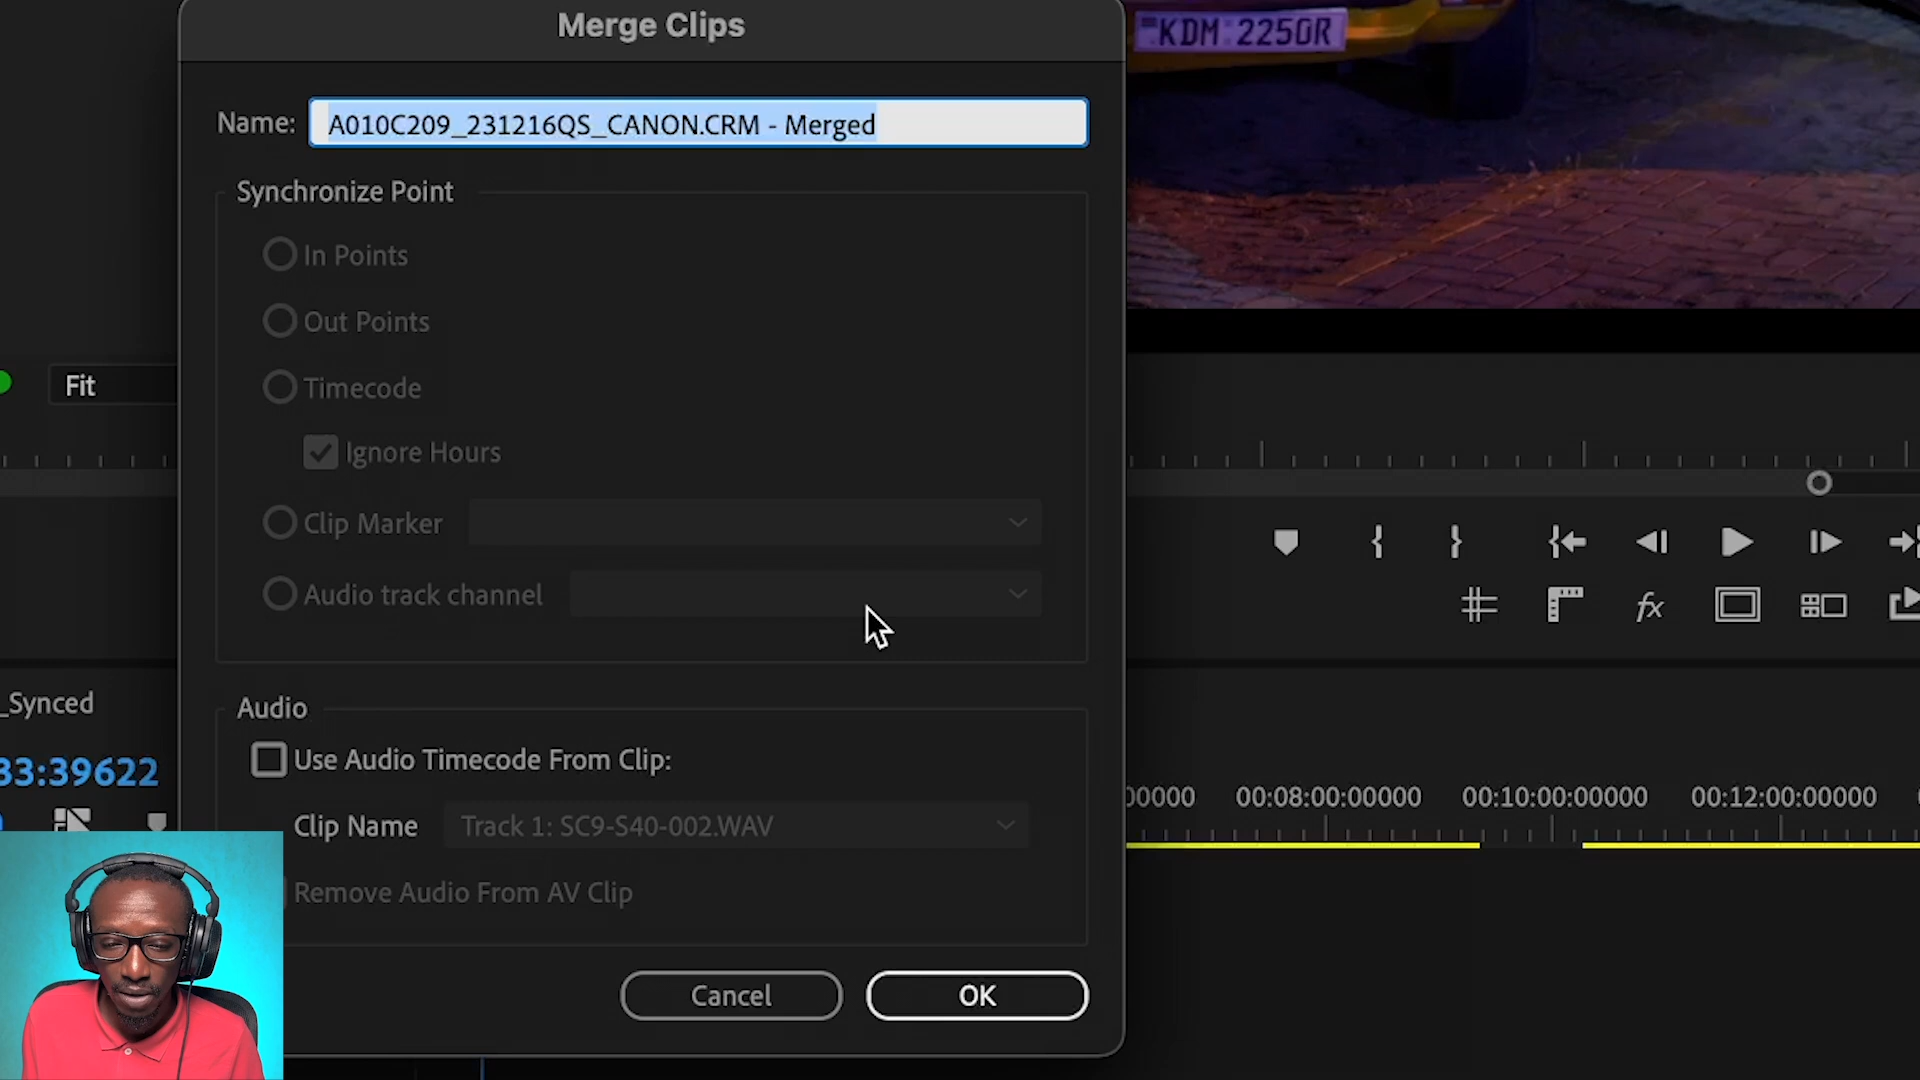 Merge Clips
KDM 2250R
Name: A010C209_231216QS_CANON.CRM - Merged
Synchronize Point
In Points
Out Points
Fit
Timecode
Ignore Hours
Clip Marker
Audio track channel
fx
_Synced
Audio
33:39622
Use Audio Timecode From Clip:
00000 00:08:00:00000 00:10:00:00000 00:12:00:00000
Clip Name Track 1: SC9-S40-002.WAV
Remove Audio From AV Clip
Cancel OK